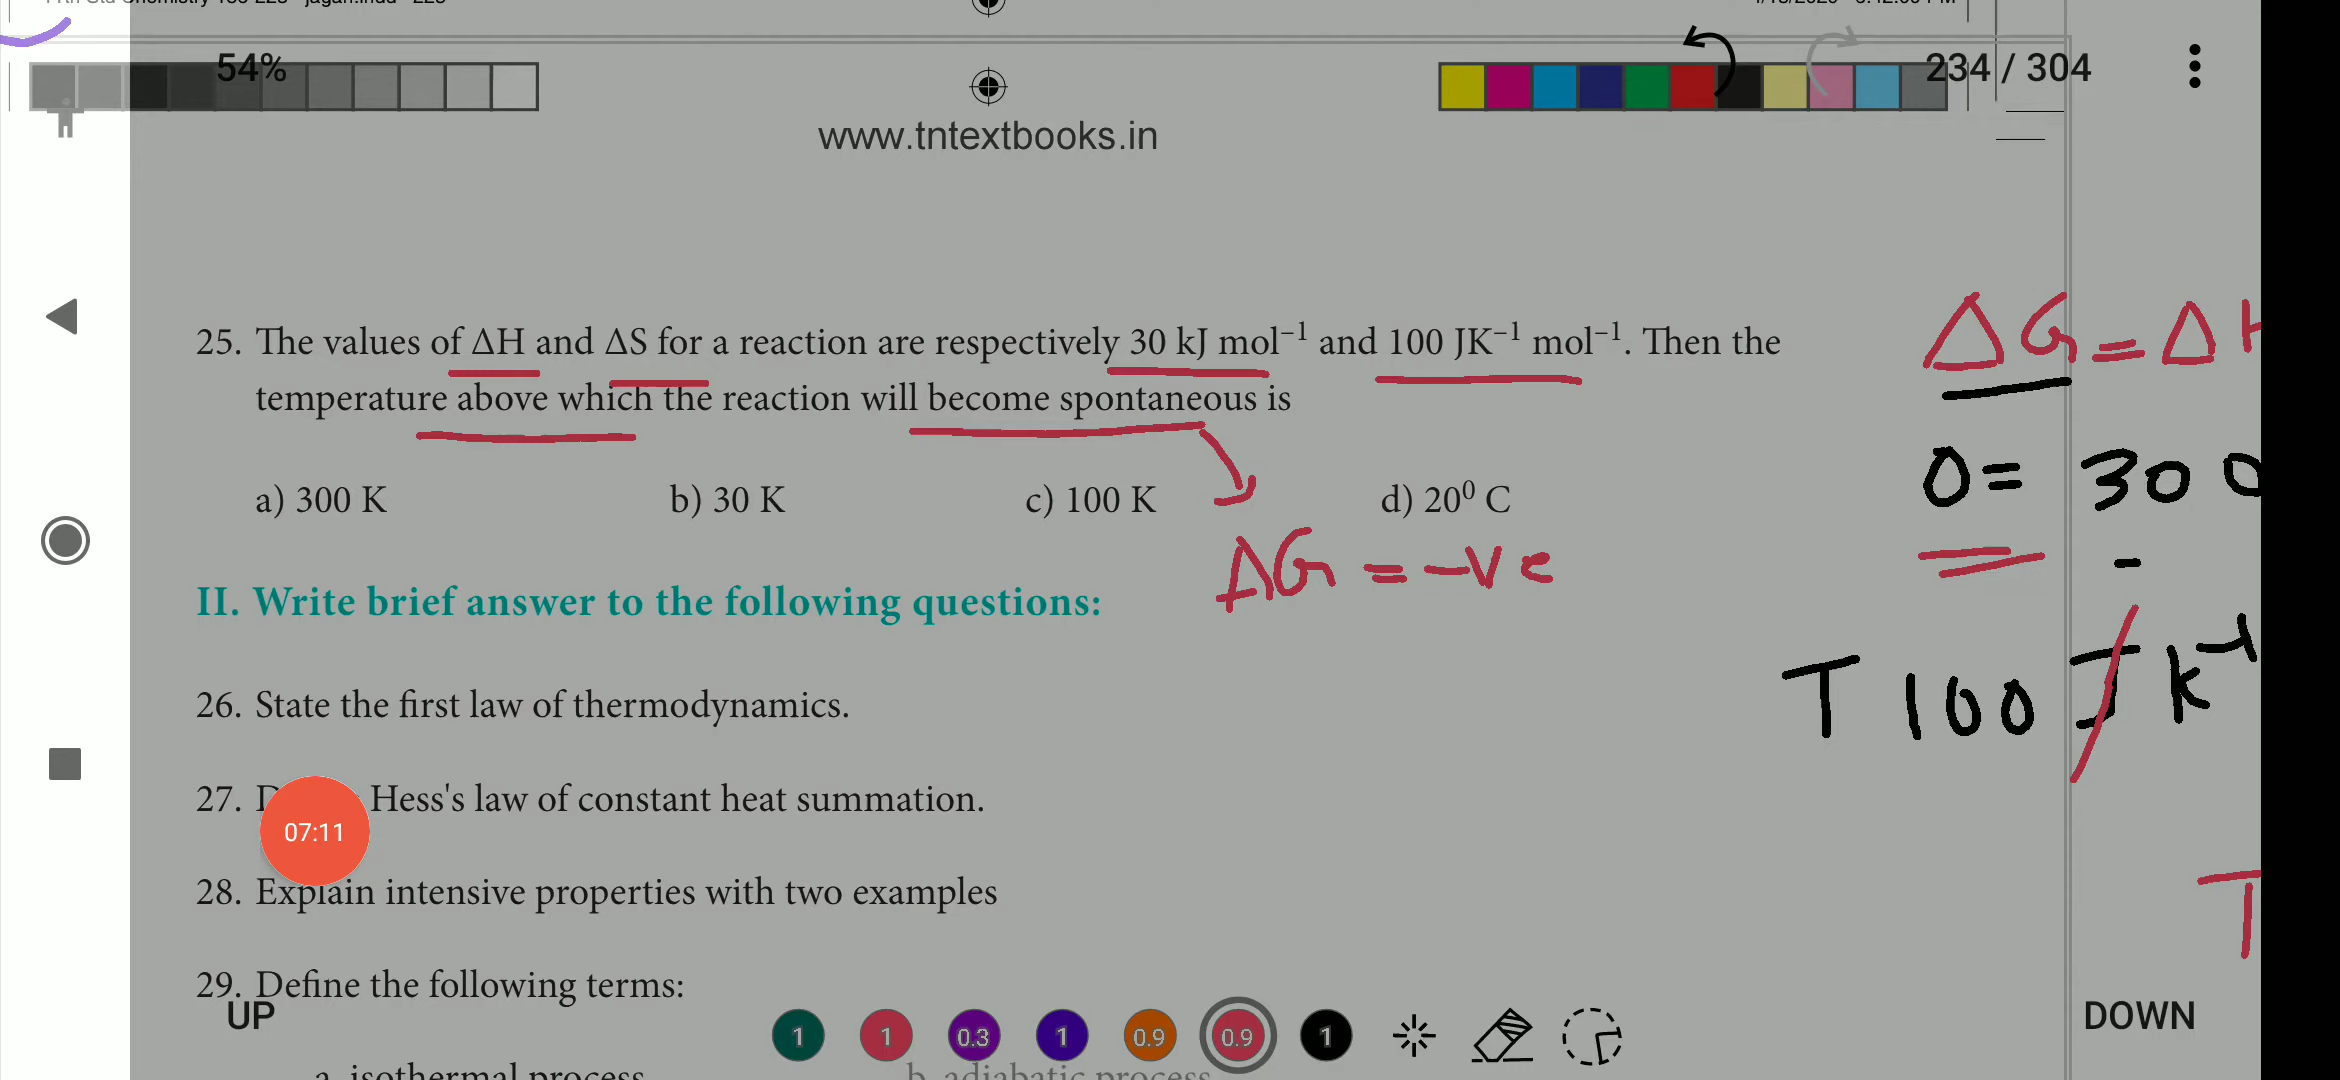 54%
234 / 304
www.tntextbooks.in
25. The values of ΔH and ΔS for a reaction are respectively 30 kJ mol⁻¹ and 100 JK⁻¹ mol⁻¹. Then the
temperature above which the reaction will become spontaneous is
a) 300 K b) 30 K c) 100 K d) 20⁰ C
ΔG = ΔH
0 = 300
-
ΔG = -ve
T 100 J K⁻¹
T
II. Write brief answer to the following questions:
26. State the first law of thermodynamics.
27. Hess's law of constant heat summation.
07:11
28. Explain intensive properties with two examples
29. Define the following terms:
UP
DOWN
1 1 0.3 1 0.9 0.9 1
a. isothermal process b. adiabatic process